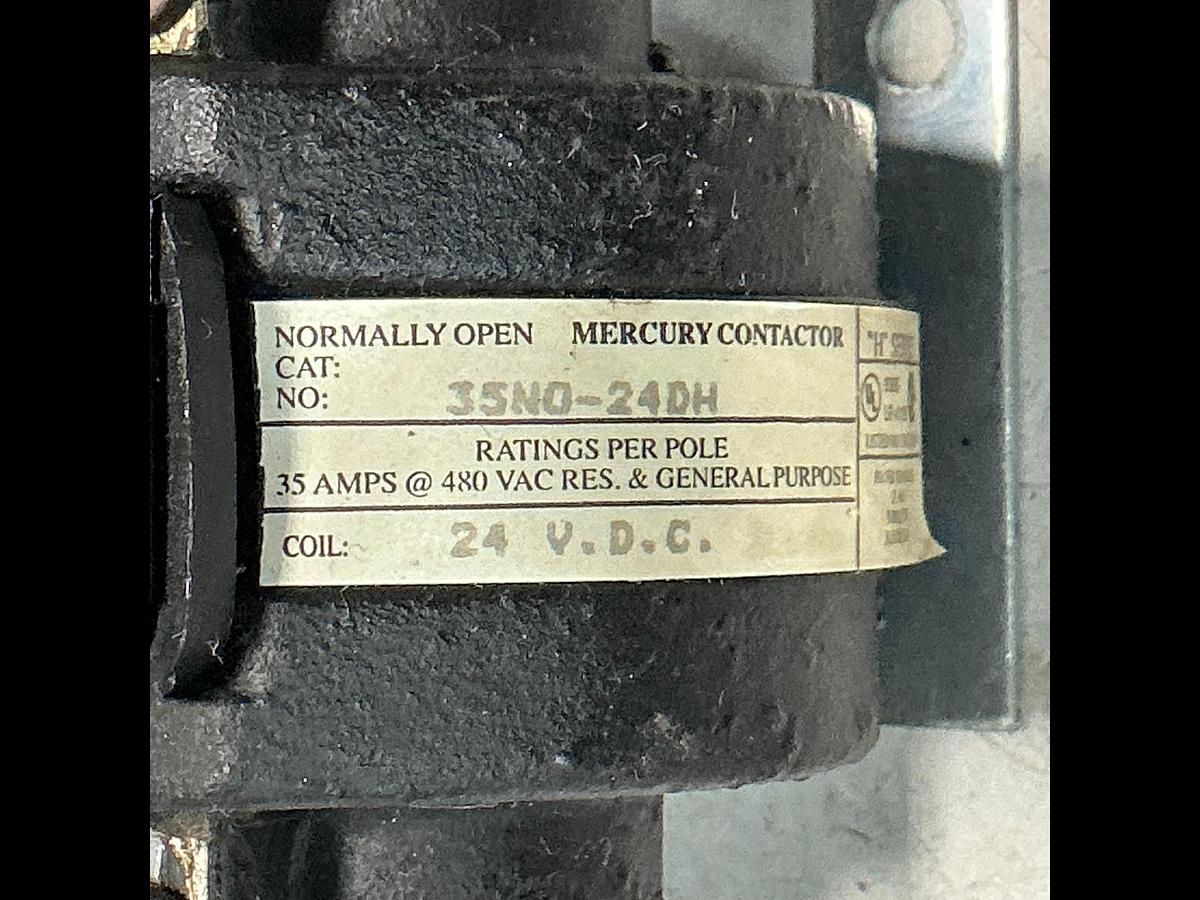 NORMALLY OPEN MERCURY CONTACTOR
CAT:
NO: 35NO-24DH
RATINGS PER POLE
35 AMPS @ 480 VAC RES. & GENERAL PURPOSE
COIL: 24 V.D.C.
"H"
UL